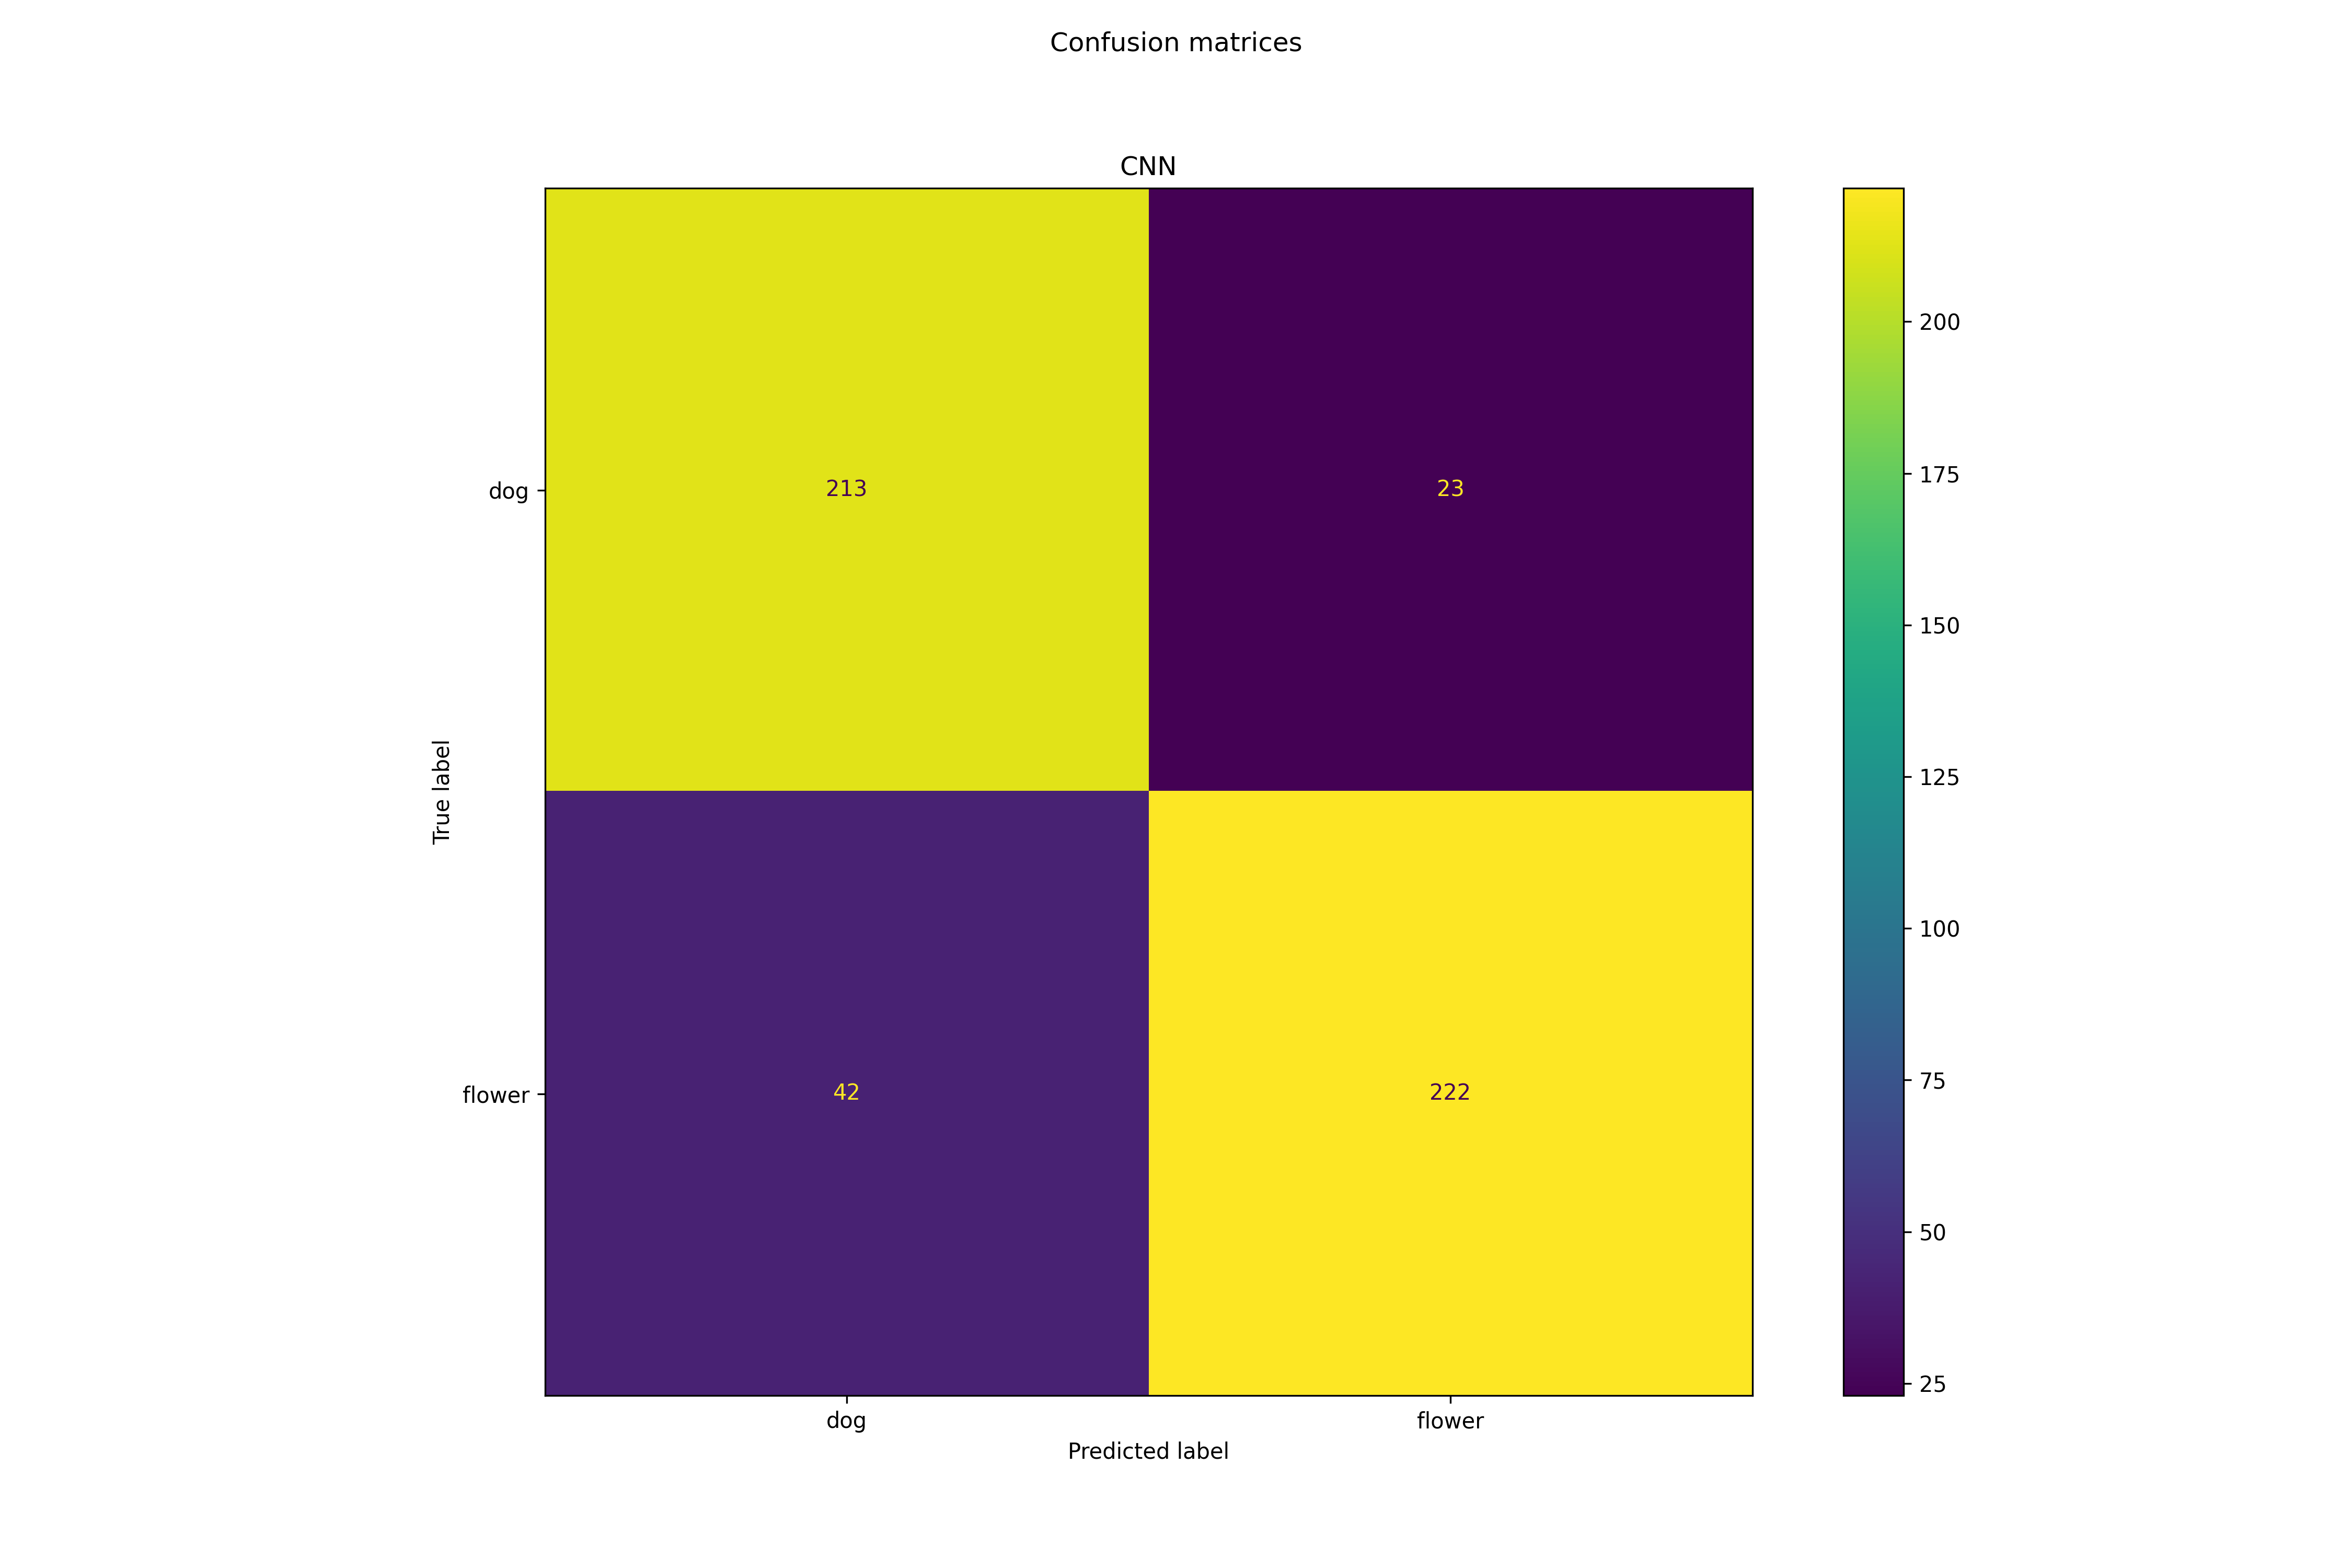 Confusion matrices
CNN
dog
213
23
True label
flower
42
222
dog
flower
Predicted label
200
175
150
125
100
75
50
25